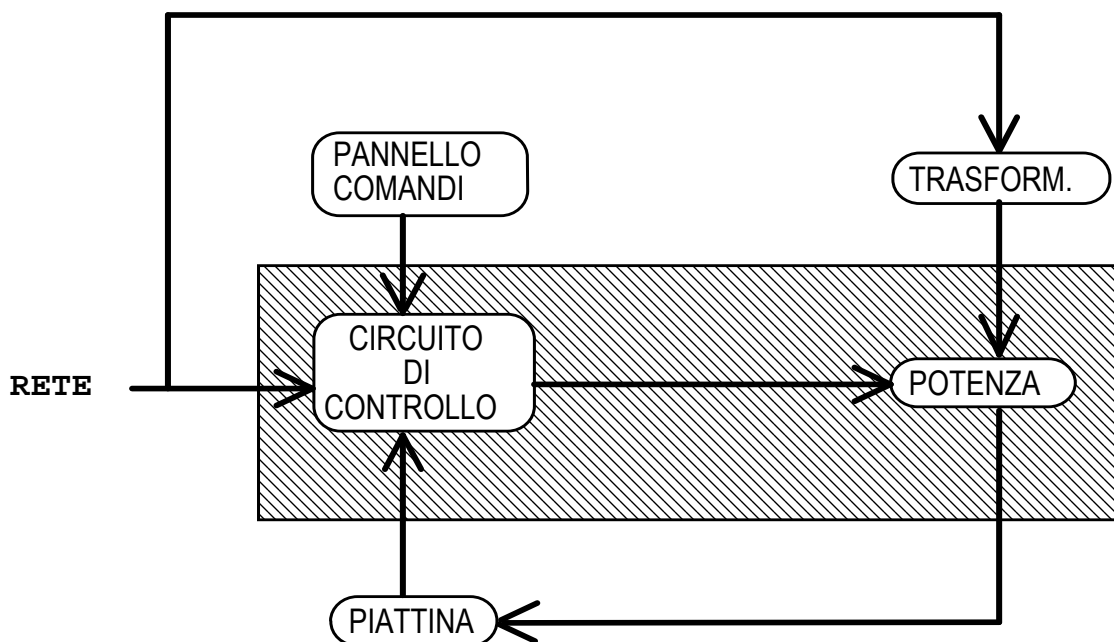 PANNELLO
COMANDI
TRASFORM.
CIRCUITO
DI
CONTROLLO
RETE
POTENZA
PIATTINA